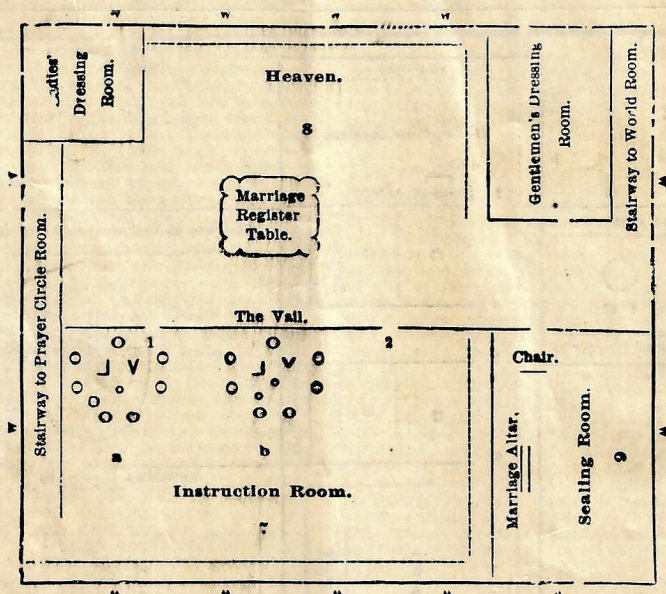 Dressing
Room.
Heaven.
8
Gentlemen's Dressing
Room.
Stairway to World Room.
Marriage
Register
Table.
Stairway to Prayer Circle Room.
The Vail.
1
2
L V
L V
a
b
Instruction Room.
7
Chair.
Marriage Altar.
Sealing Room.
9